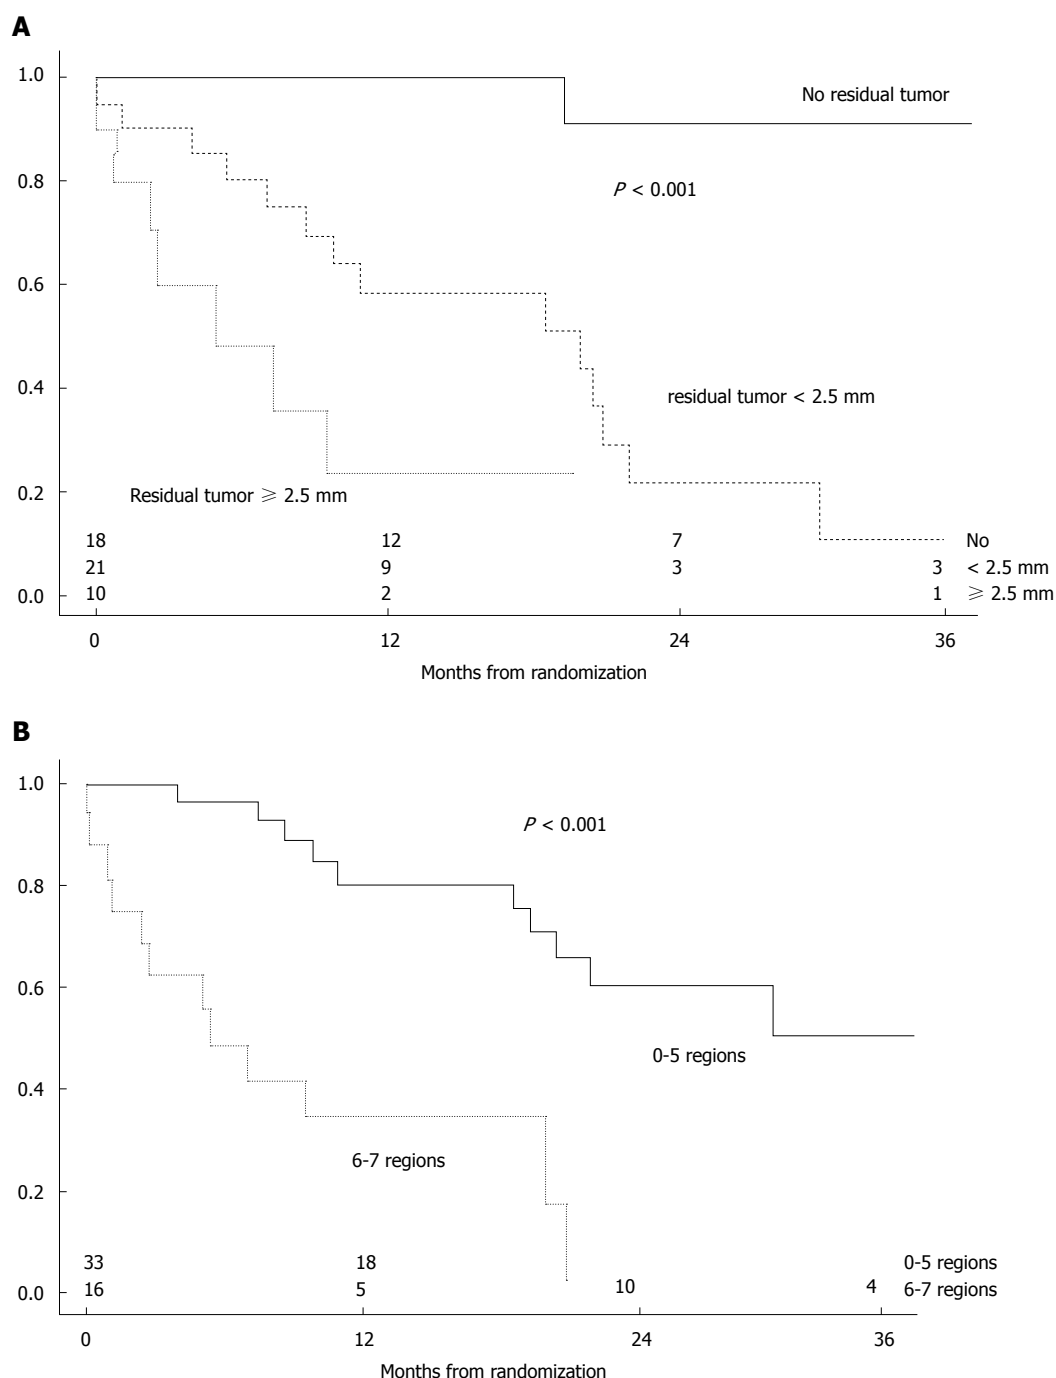 A
1.0
No residual tumor
0.8
P < 0.001
0.6
0.4
residual tumor < 2.5 mm
0.2
Residual tumor ⩾ 2.5 mm
18 12 7 No
21 9 3 3 < 2.5 mm
10 2 1 ⩾ 2.5 mm
0.0
0 12 24 36
Months from randomization
B
1.0
P < 0.001
0.8
0.6
0-5 regions
0.4
6-7 regions
0.2
33 18 0-5 regions
16 5 10 4 6-7 regions
0.0
0 12 24 36
Months from randomization